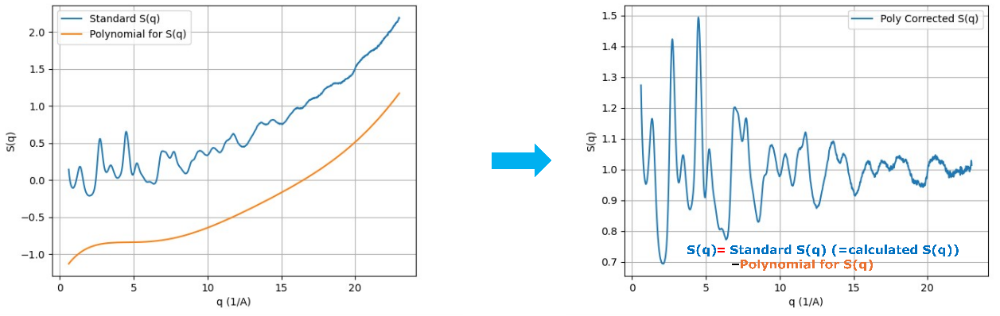 Standard S(q)
Polynomial for S(q)
2.0
1.5
1.0
0.5
0.0
−0.5
−1.0
S(q)
0
5
10
15
20
q (1/A)
Poly Corrected S(q)
1.5
1.4
1.3
1.2
1.1
1.0
0.9
0.8
0.7
S(q)
S(q)= Standard S(q) (=calculated S(q))
−Polynomial for S(q)
0
5
10
15
20
q (1/A)